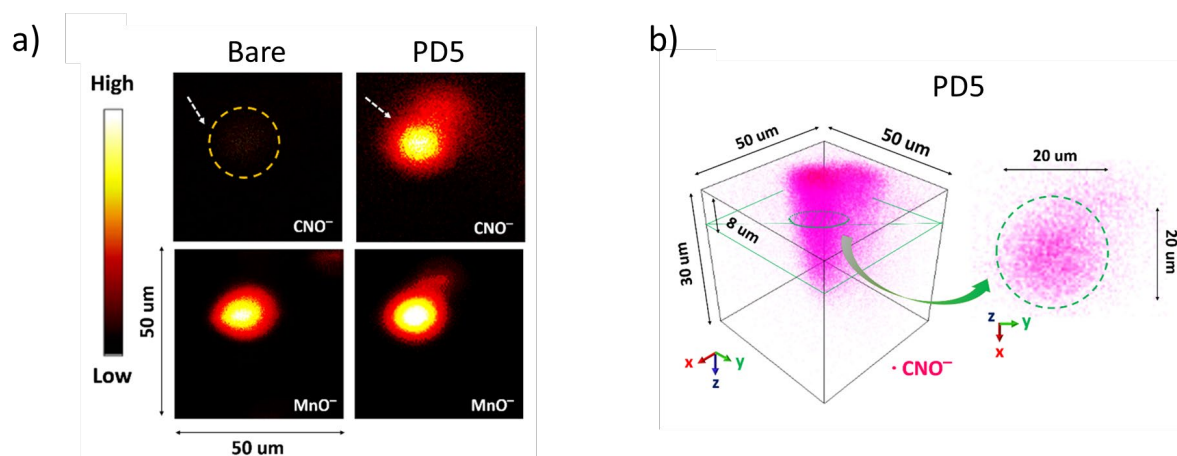 a)
Bare
PD5
High
Low
CNO⁻
CNO⁻
MnO⁻
MnO⁻
50 um
50 um
b)
PD5
50 um
50 um
8 um
30 um
20 um
20 um
x
y
z
z
y
x
· CNO⁻